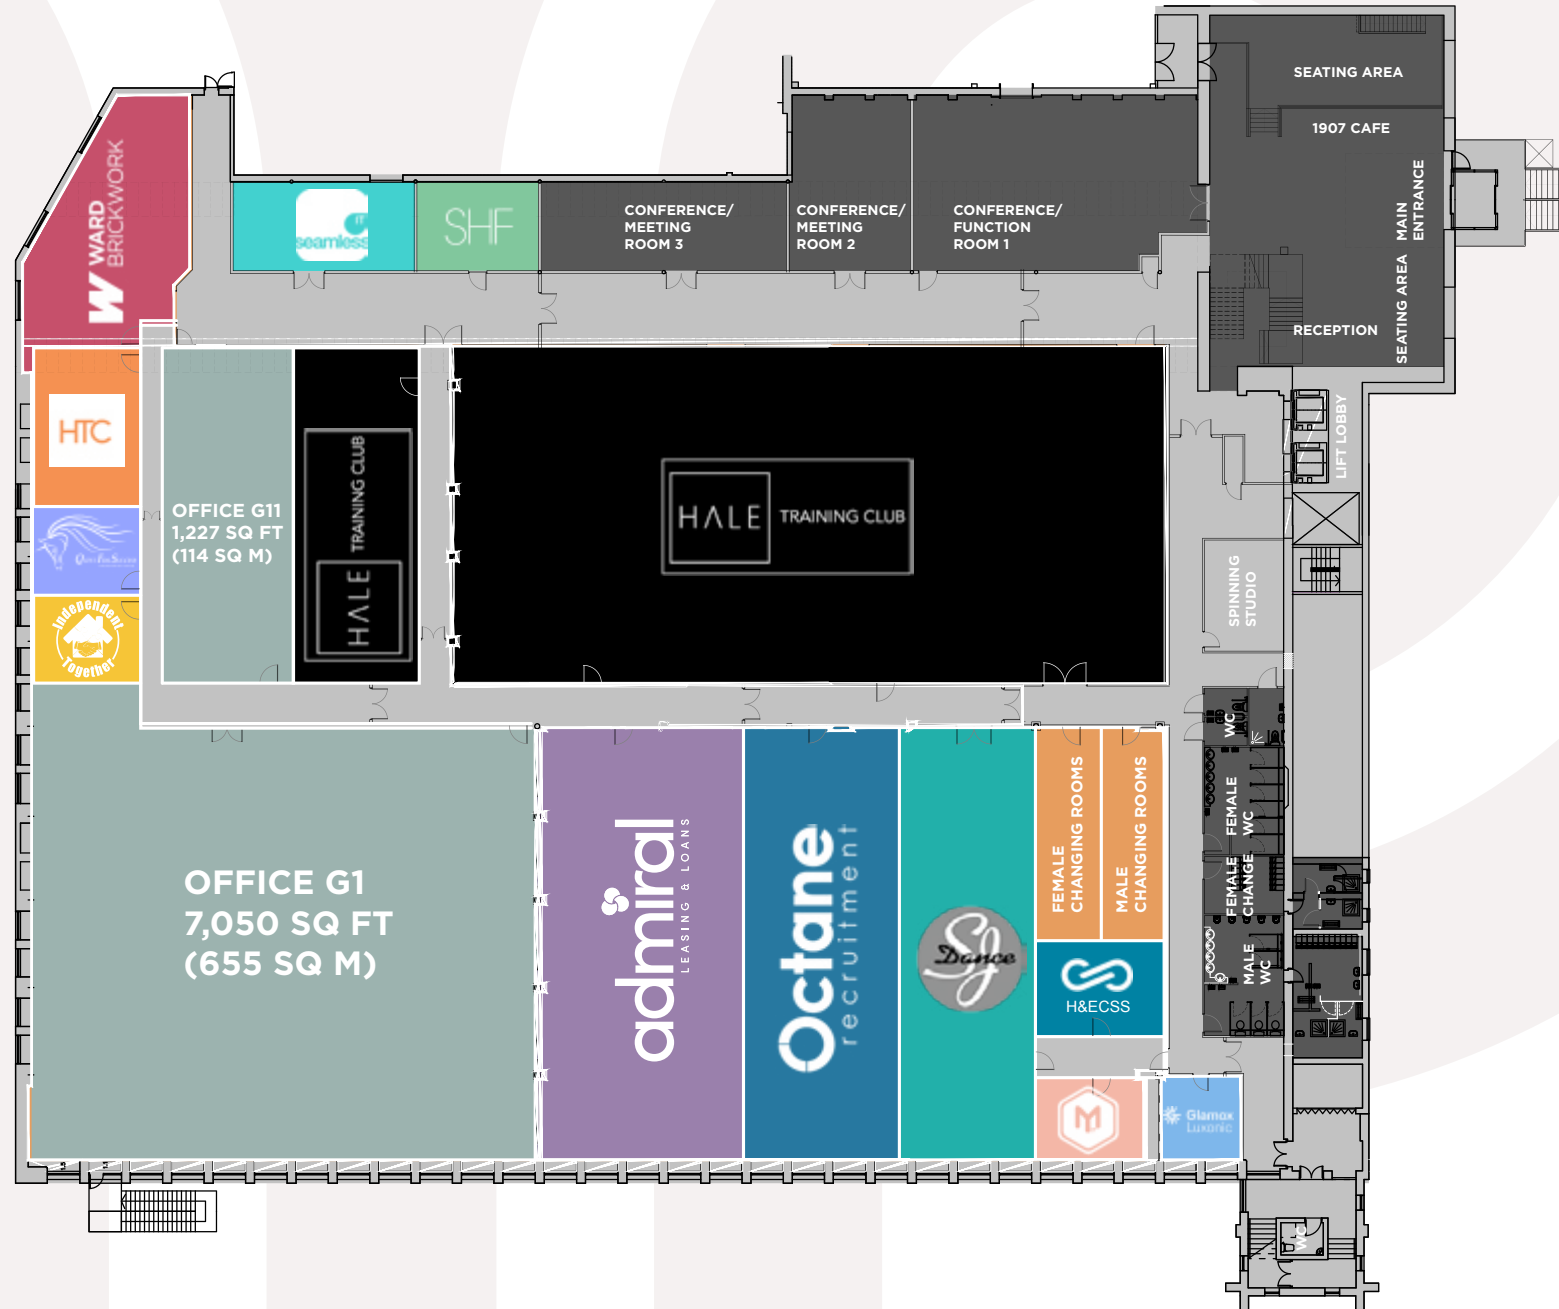 SEATING AREA
1907 CAFE
MAIN
ENTRANCE
SEATING AREA
RECEPTION
LIFT LOBBY
WARD
BRICKWORK
seamless
IT
SHF
CONFERENCE/
MEETING
ROOM 3
CONFERENCE/
MEETING
ROOM 2
CONFERENCE/
FUNCTION
ROOM 1
HTC
OFFICE G11
1,227 SQ FT
(114 SQ M)
HALE
TRAINING CLUB
HALE
TRAINING CLUB
SPINNING
STUDIO
Independent
Together
OFFICE G1
7,050 SQ FT
(655 SQ M)
admiral
LEASING & LOANS
Octane
recruitment
SJ
Dance
FEMALE
CHANGING ROOMS
MALE
CHANGING ROOMS
H&ECSS
M
Glamox
Luxonic
WC
FEMALE
WC
FEMALE
CHANGE
MALE
WC
WC